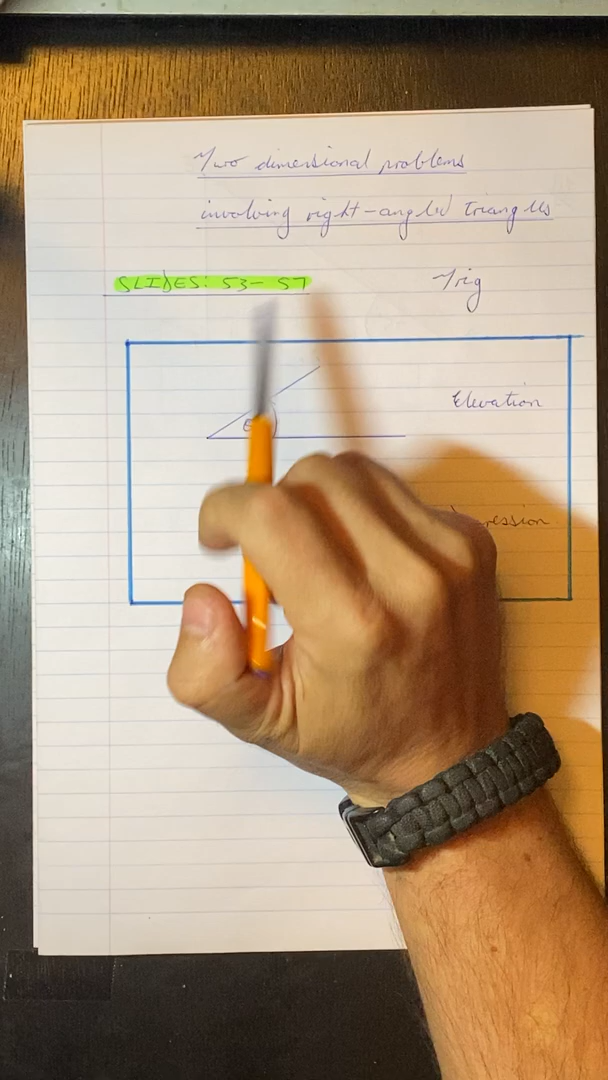 Two dimensional problems
involving right-angled triangles
SLIDES: 53-57
Trig
Elevation